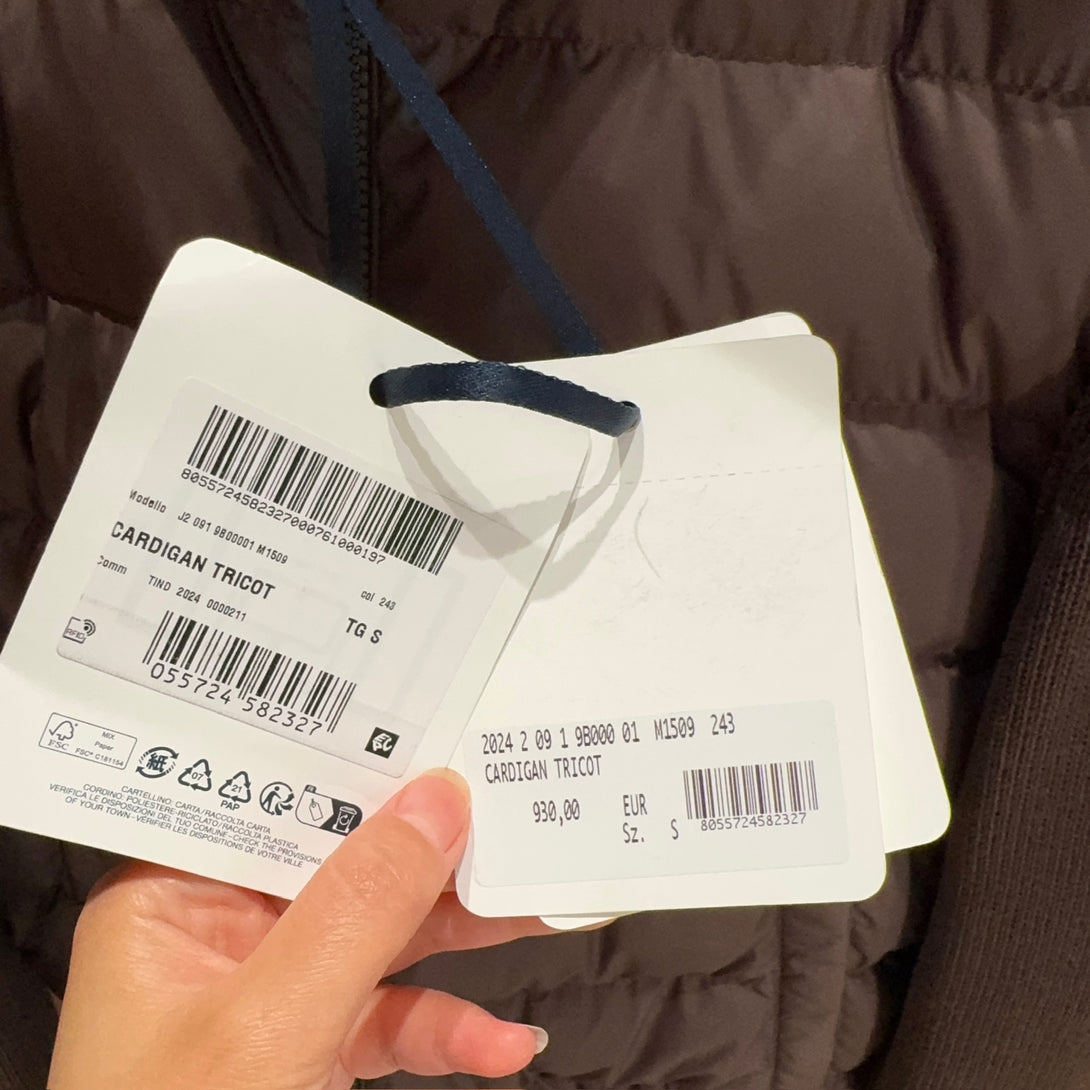 8055724582327000761000197
Modello J2 091 9B00001 M1509
CARDIGAN TRICOT
Comm TIND 2024 0000211 col 243
TG S
RFID
055724 582327
FSC
MIX
Paper
FSC® C181154
紙
07
21
PAP
CARTELLINO: CARTA/RACCOLTA CARTA
CORDINO: POLIESTERE-RICICLATO/RACCOLTA PLASTICA
VERIFICA LE DISPOSIZIONI DEL TUO COMUNE-CHECK THE PROVISIONS
OF YOUR TOWN-VERIFIER LES DISPOSITIONS DE VOTRE VILLE
2024 2 09 1 9B000 01 M1509 243
CARDIGAN TRICOT
930,00 EUR
Sz. S
8055724582327